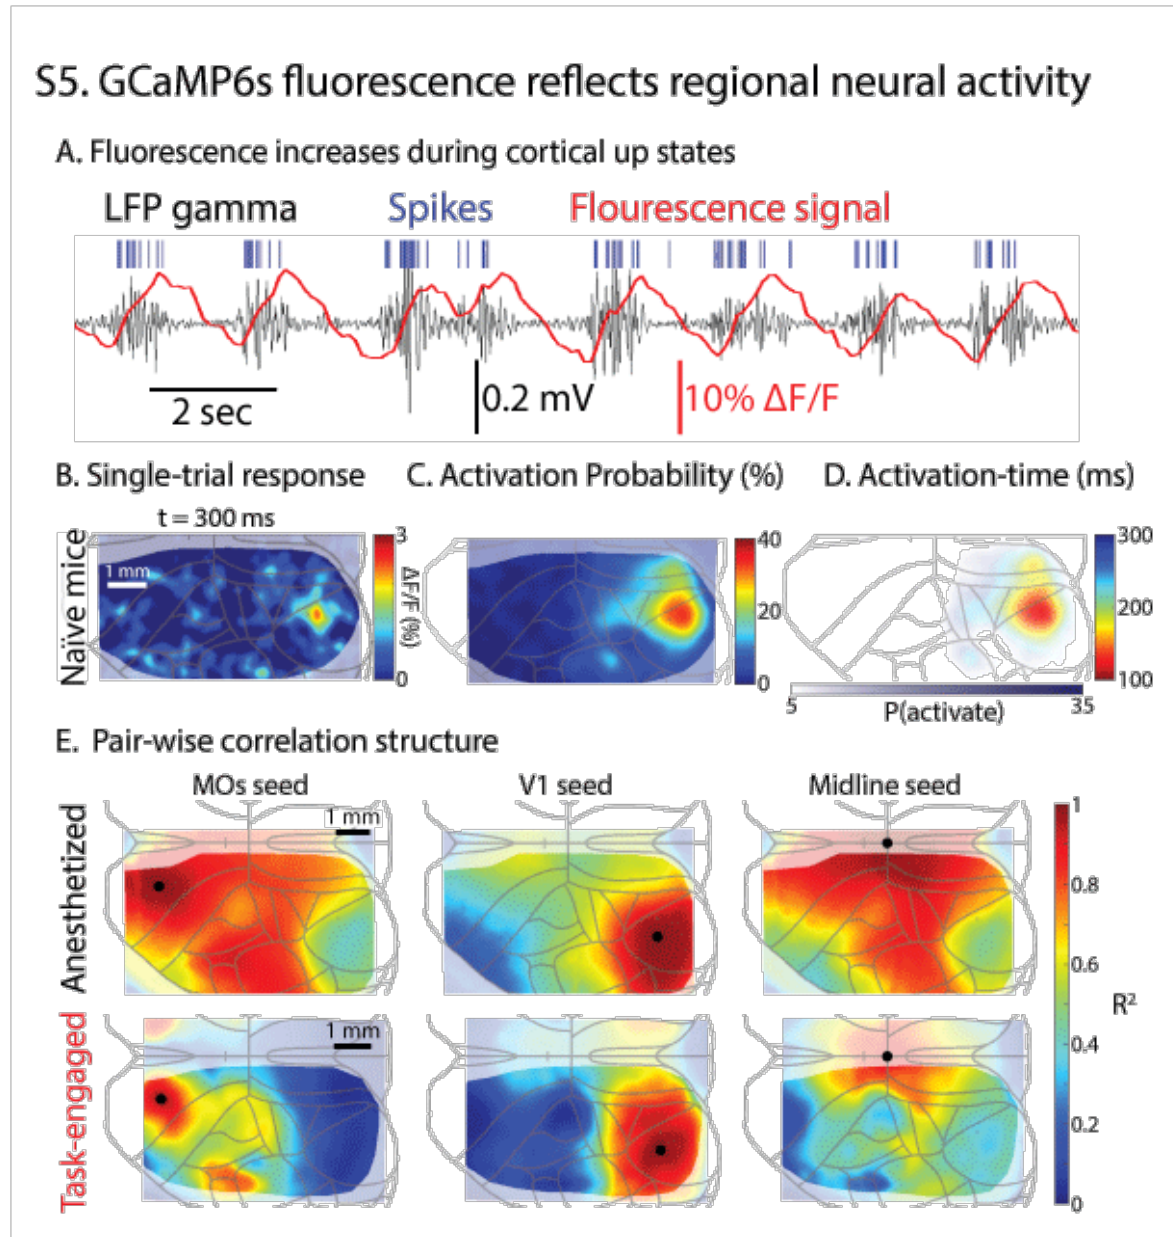 S5. GCaMP6s fluorescence reflects regional neural activity
A. Fluorescence increases during cortical up states
LFP gamma Spikes Flourescence signal
2 sec 0.2 mV 10% ΔF/F
B. Single-trial response C. Activation Probability (%) D. Activation-time (ms)
t = 300 ms
Naïve mice
1 mm
3
0
ΔF/F (%)
40
20
0
300
200
100
5 35
P(activate)
E. Pair-wise correlation structure
MOs seed V1 seed Midline seed
Anesthetized
1 mm
Task-engaged
1 mm
1
0.8
0.6
0.4
0.2
0
R²